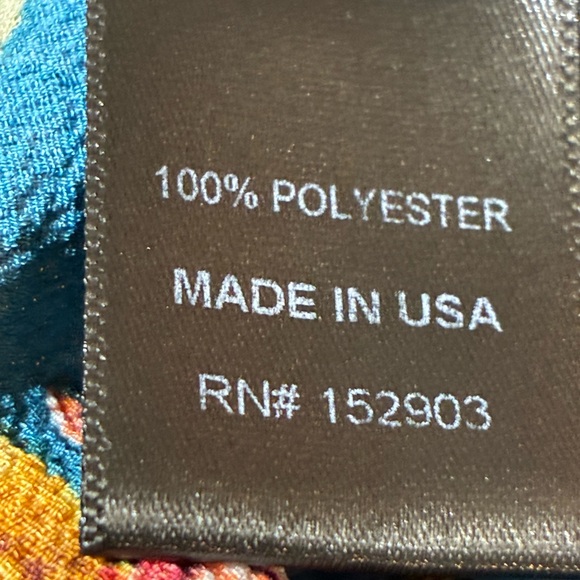 100% POLYESTER
MADE IN USA
RN# 152903